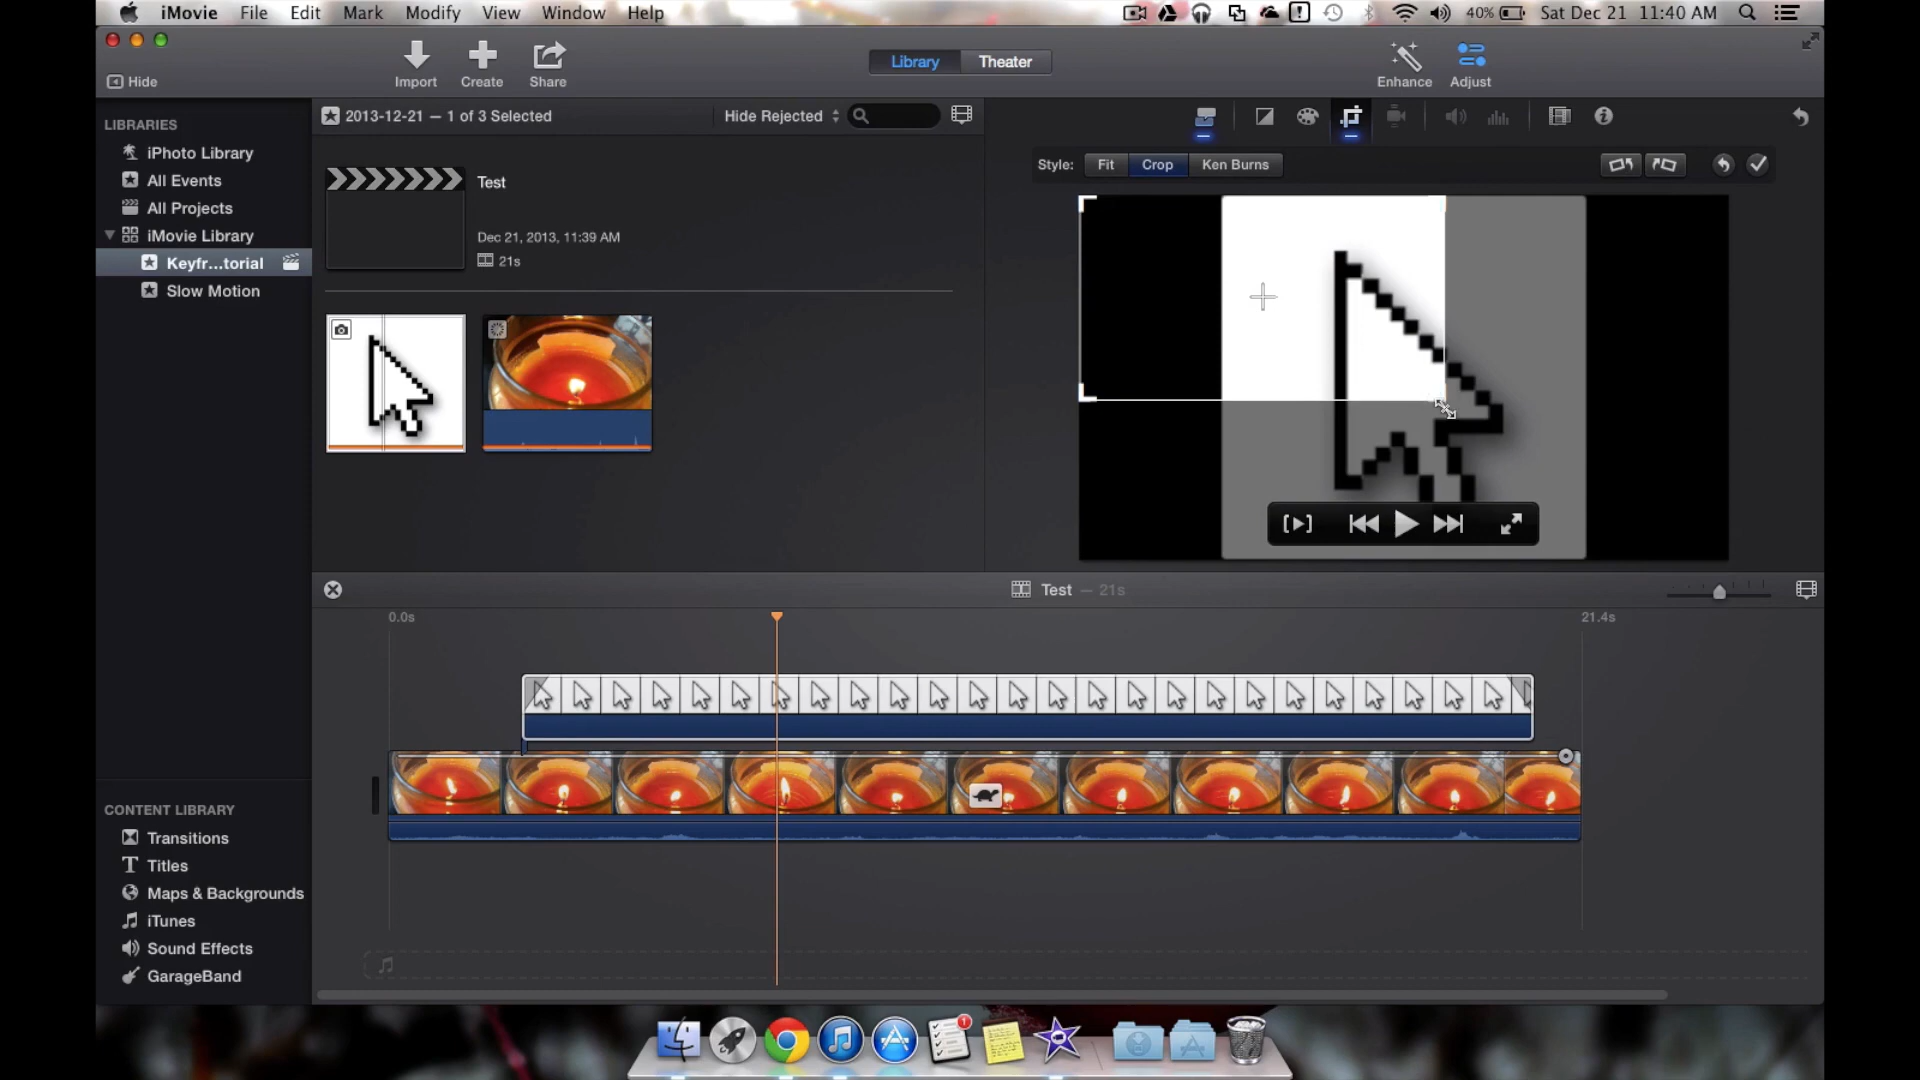 iMovie File Edit Mark Modify View Window Help 40% Sat Dec 21 11:40 AM
Hide Import Create Share Library Theater Enhance Adjust
LIBRARIES
iPhoto Library
All Events
All Projects
iMovie Library
Keyfr...torial
Slow Motion
2013-12-21 — 1 of 3 Selected Hide Rejected
Test
Dec 21, 2013, 11:39 AM
21s
Style: Fit Crop Ken Burns
Test — 21s
0.0s 21.4s
CONTENT LIBRARY
Transitions
Titles
Maps & Backgrounds
iTunes
Sound Effects
GarageBand
1